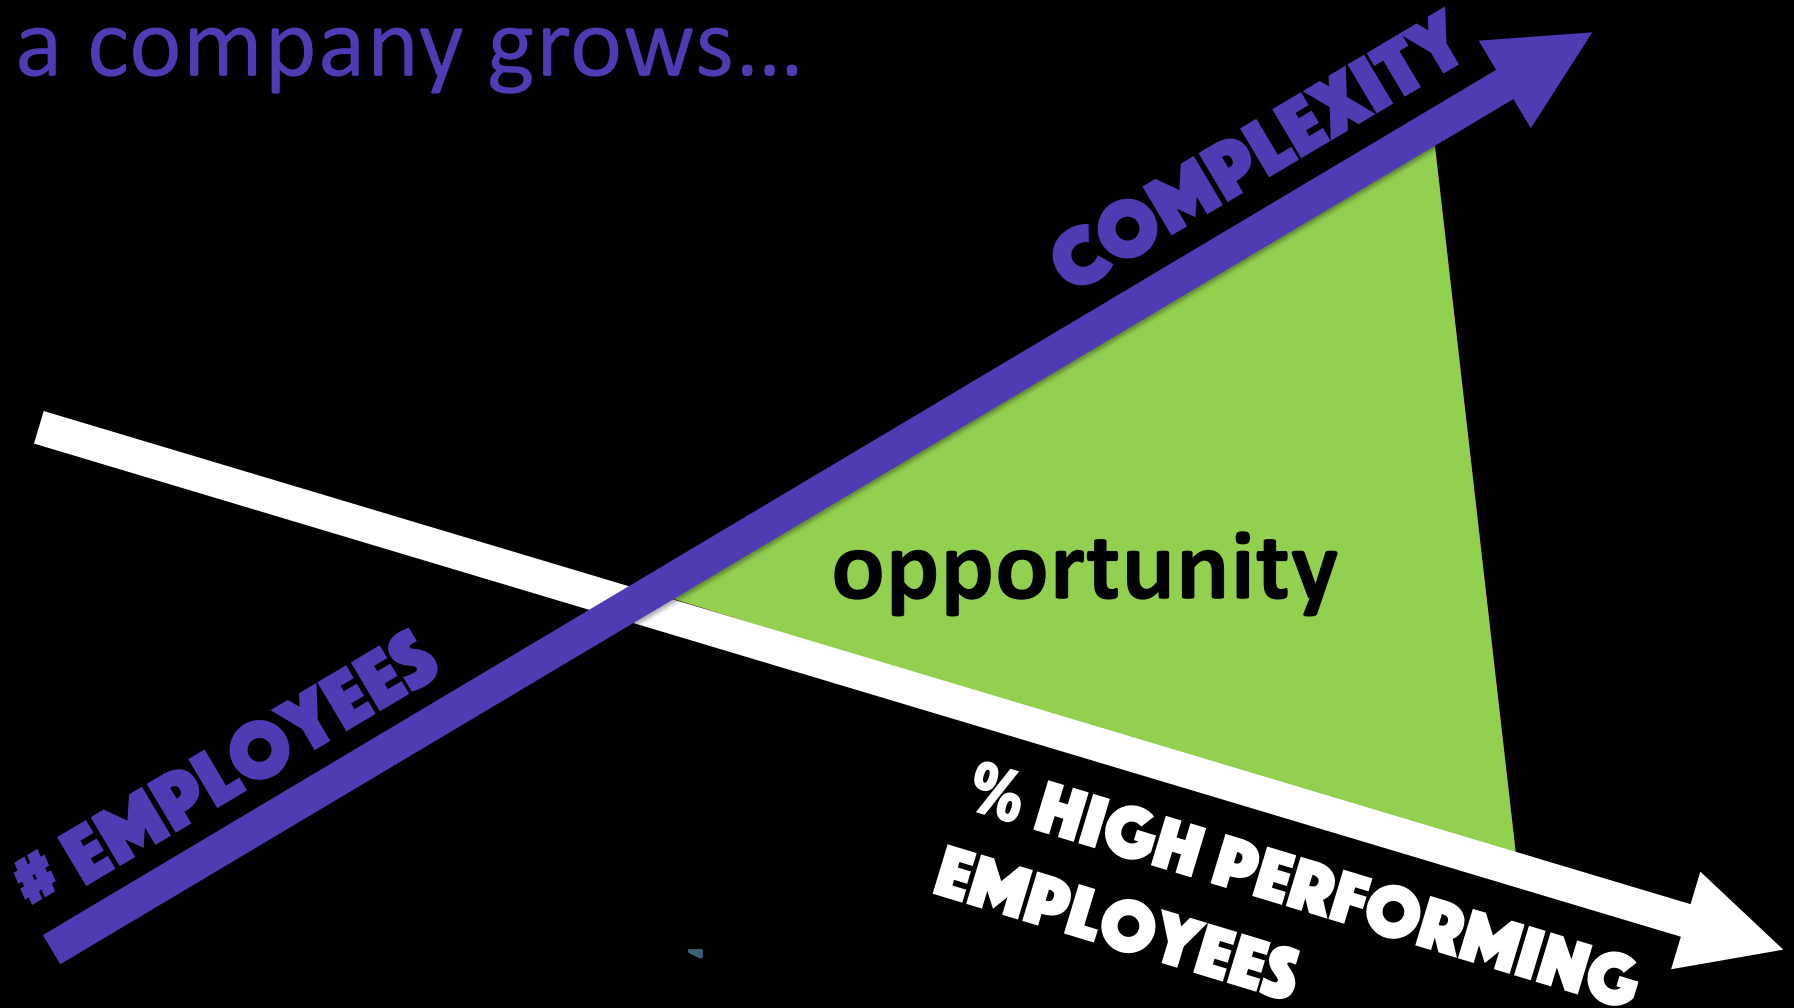 a company grows...
COMPLEXITY
opportunity
# EMPLOYEES
% HIGH PERFORMING
EMPLOYEES